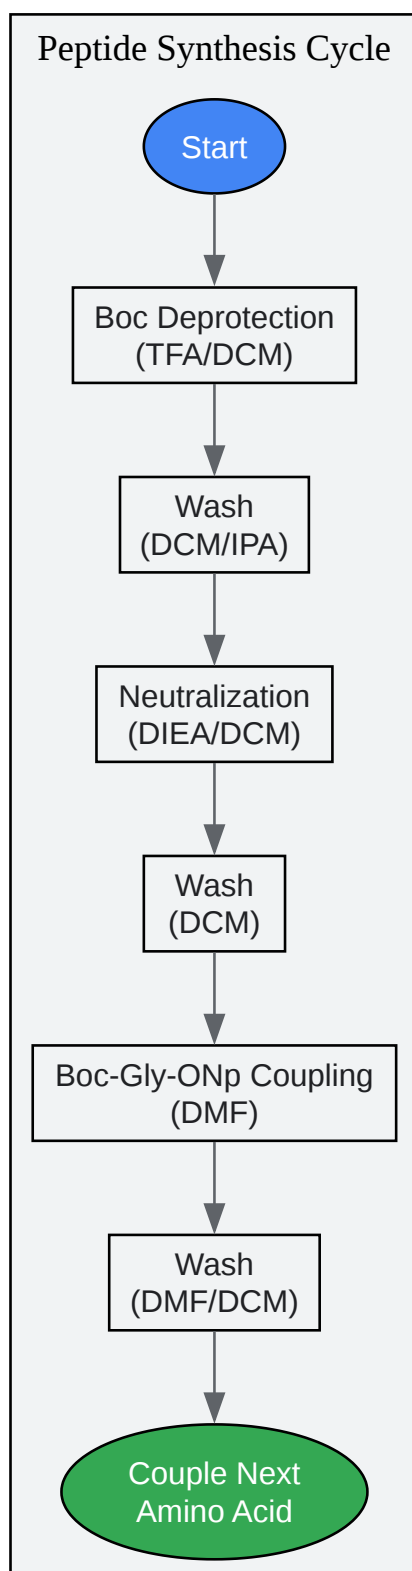 Peptide Synthesis Cycle
Start
Boc Deprotection
(TFA/DCM)
Wash
(DCM/IPA)
Neutralization
(DIEA/DCM)
Wash
(DCM)
Boc-Gly-ONp Coupling
(DMF)
Wash
(DMF/DCM)
Couple Next
Amino Acid